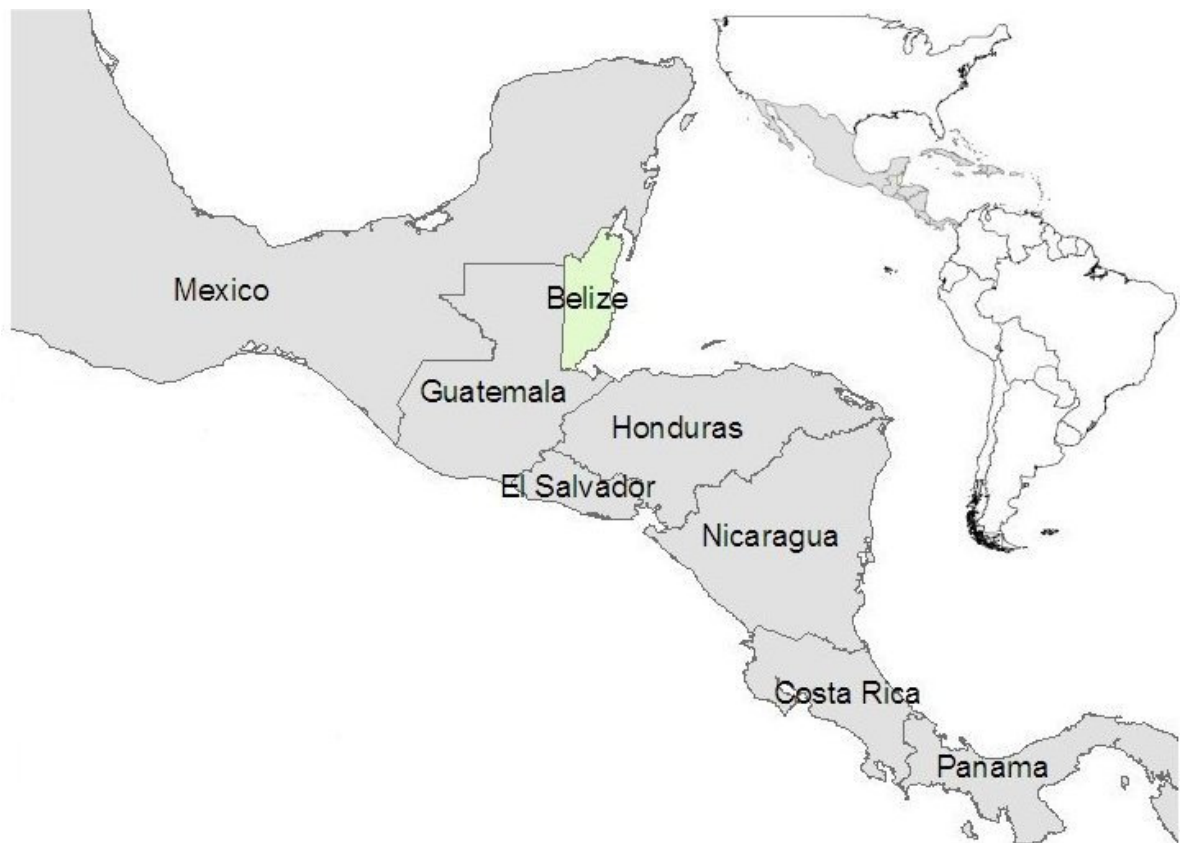 Mexico
Belize
Guatemala
Honduras
El Salvador
Nicaragua
Costa Rica
Panama